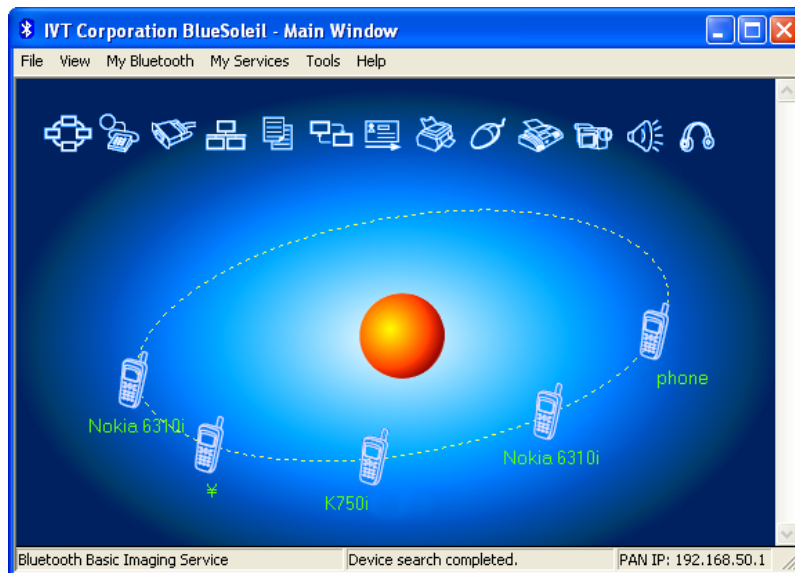 IVT Corporation BlueSoleil - Main Window
File View My Bluetooth My Services Tools Help
phone
Nokia 6310i
Nokia 6310i
¥
K750i
Bluetooth Basic Imaging Service Device search completed. PAN IP: 192.168.50.1